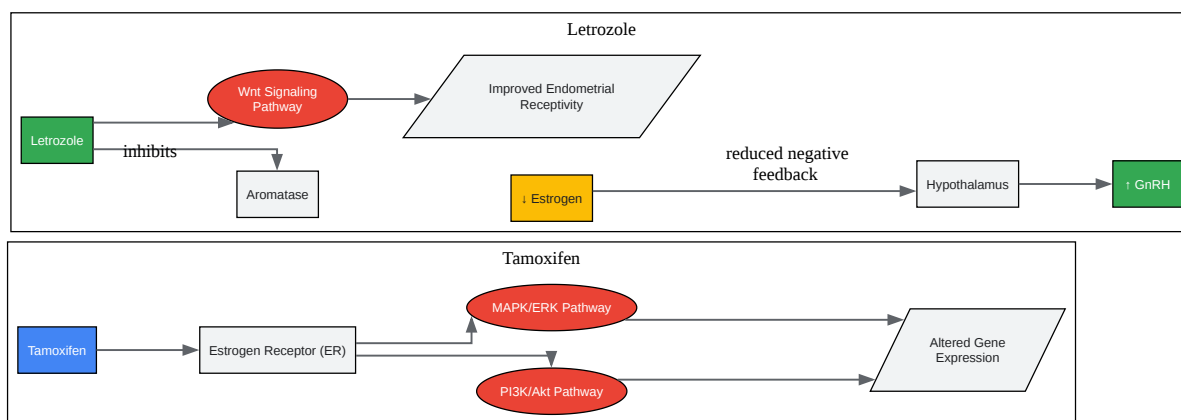 Letrozole
Wnt Signaling
Pathway
Improved Endometrial
Receptivity
Letrozole
inhibits
Aromatase
↓ Estrogen
reduced negative
feedback
Hypothalamus
↑ GnRH
Tamoxifen
MAPK/ERK Pathway
Tamoxifen
Estrogen Receptor (ER)
Altered Gene
Expression
PI3K/Akt Pathway